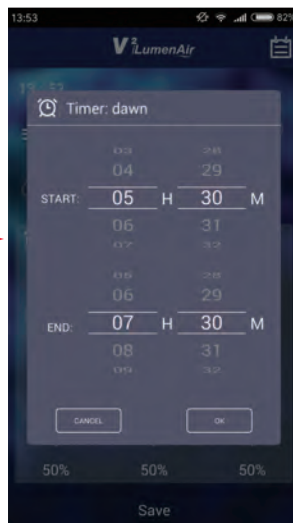 13:53 82%
V² iLumenAir
Timer: dawn
03 28
04 29
START: 05 H 30 M
06 31
07 32
05 28
06 29
END: 07 H 30 M
08 31
09 32
CANCEL OK
50% 50% 50%
Save